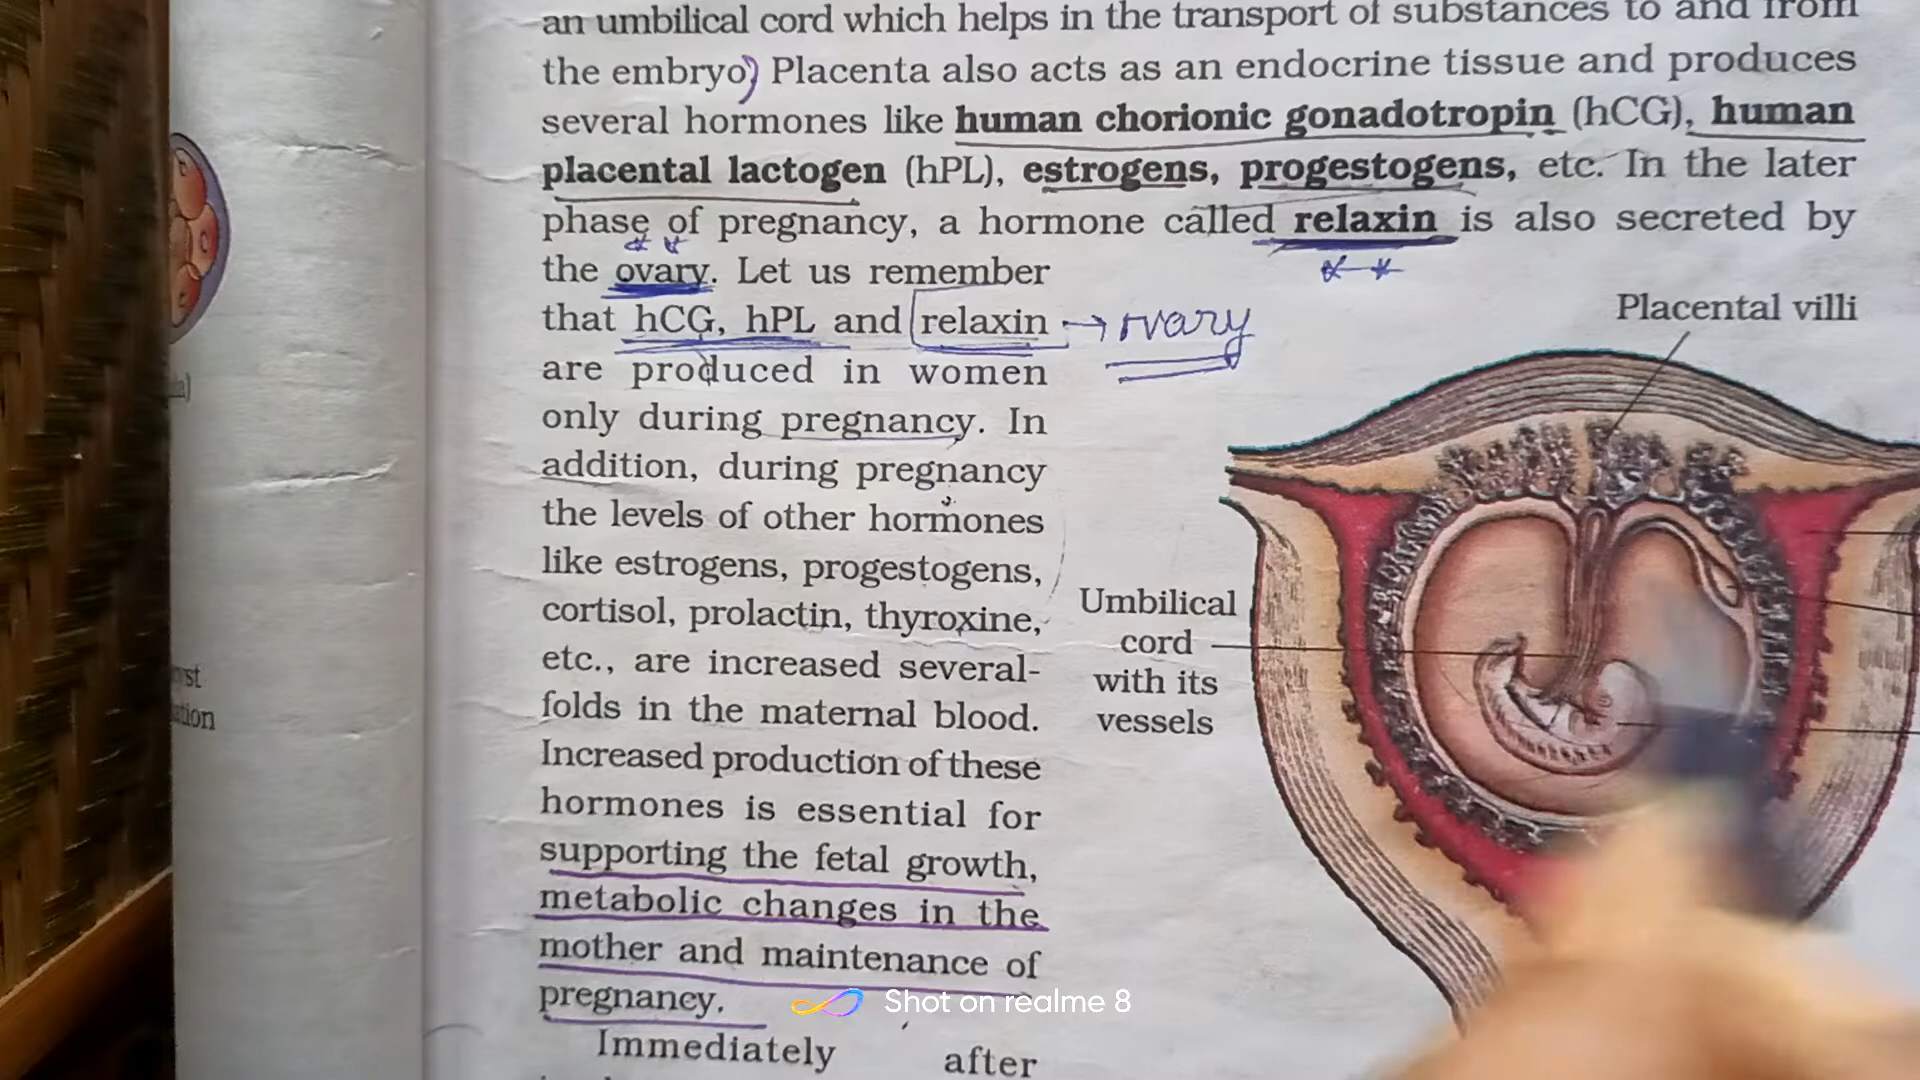 an umbilical cord which helps in the transport of substances to and from
the embryo) Placenta also acts as an endocrine tissue and produces
several hormones like human chorionic gonadotropin (hCG), human
placental lactogen (hPL), estrogens, progestogens, etc. In the later
phase of pregnancy, a hormone called relaxin is also secreted by
the ovary. Let us remember
that hCG, hPL and relaxin → ovary
are produced in women
only during pregnancy. In
addition, during pregnancy
the levels of other hormones
like estrogens, progestogens,
cortisol, prolactin, thyroxine,
etc., are increased several-
folds in the maternal blood.
Increased production of these
hormones is essential for
supporting the fetal growth,
metabolic changes in the
mother and maintenance of
pregnancy.
Immediately after
Placental villi
Umbilical
cord
with its
vessels
Shot on realme 8